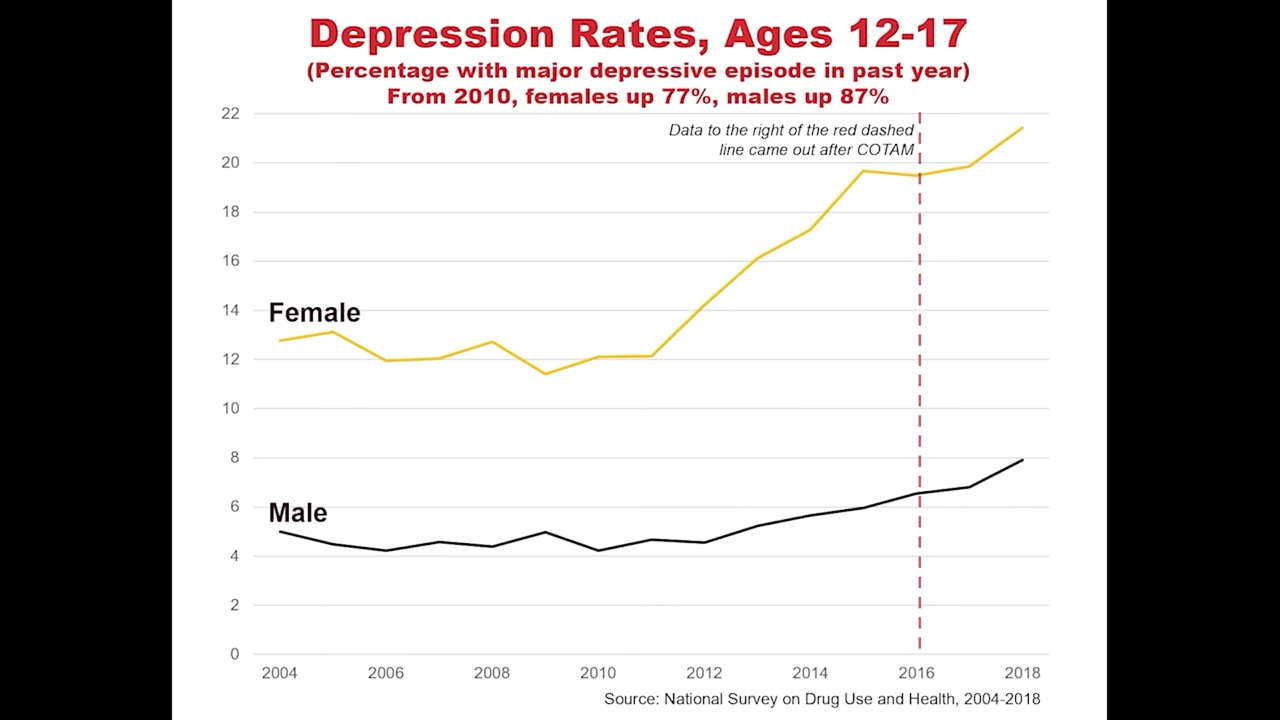 Depression Rates, Ages 12-17
(Percentage with major depressive episode in past year)
From 2010, females up 77%, males up 87%
22
Data to the right of the red dashed
line came out after COTAM
20
18
16
14
Female
12
10
8
6
Male
4
2
0
2004 2006 2008 2010 2012 2014 2016 2018
Source: National Survey on Drug Use and Health, 2004-2018